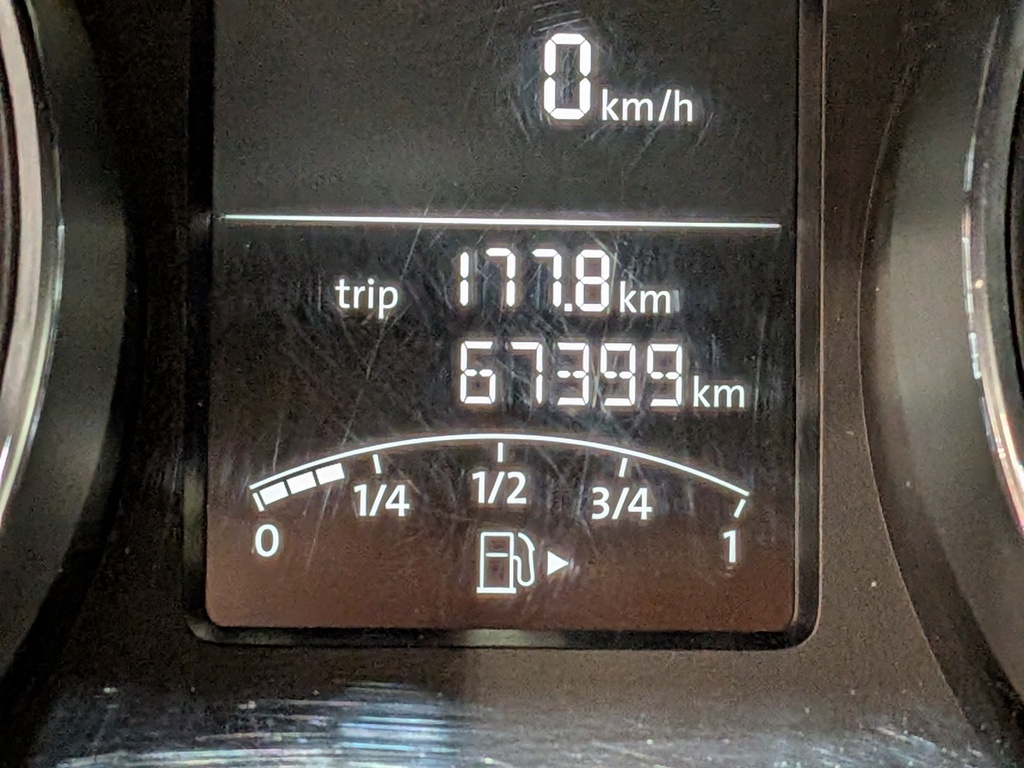 0 km/h
trip 177.8 km
67399 km
0 1/4 1/2 3/4 1